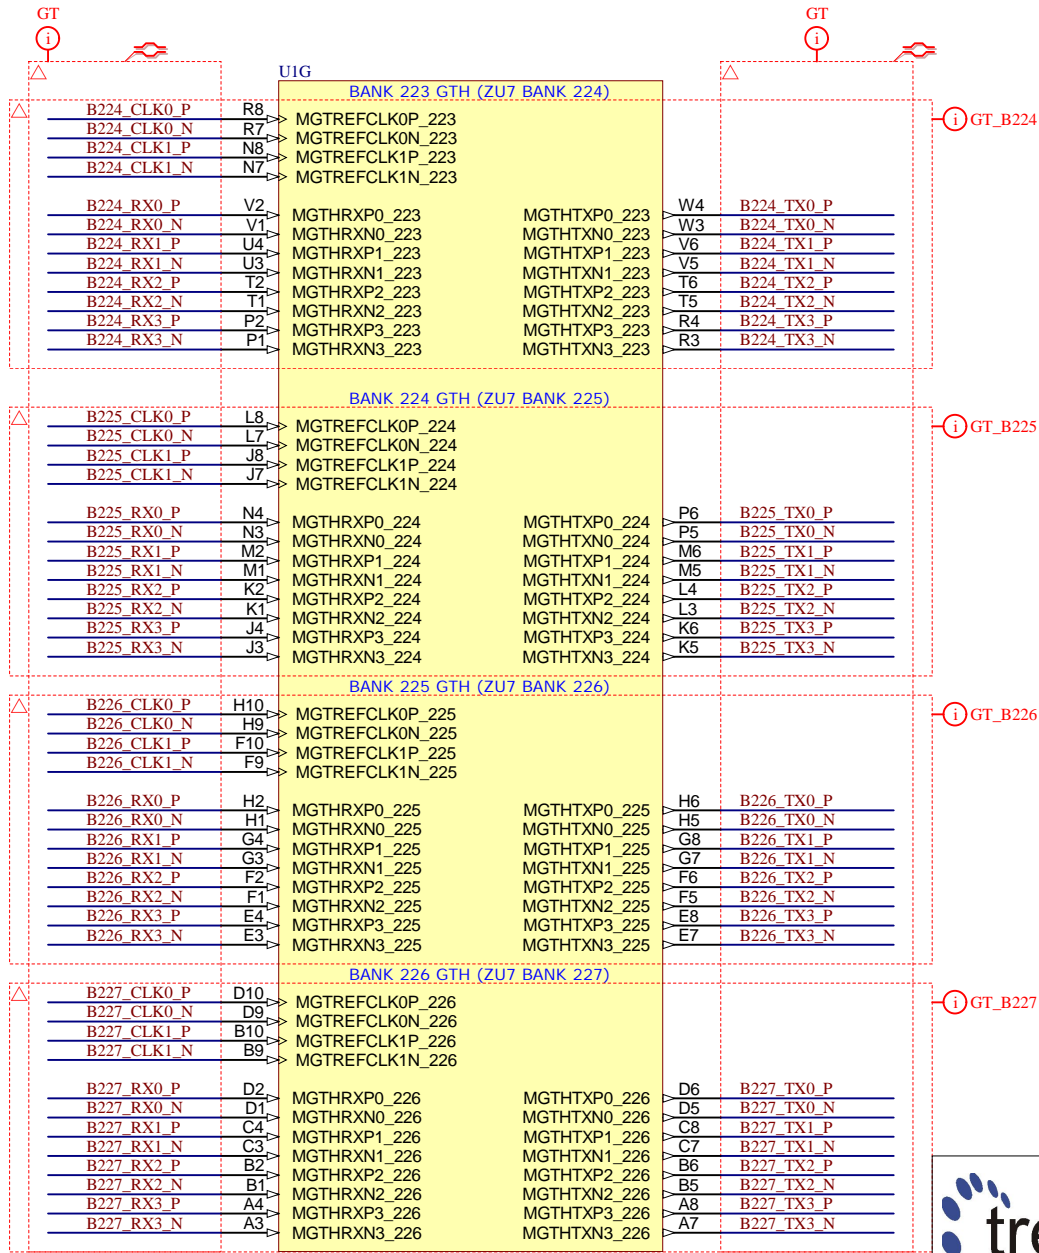 GT GT
i i
U1G
BANK 223 GTH (ZU7 BANK 224)
B224_CLK0_P R8 MGTREFCLK0P_223 i GT_B224
B224_CLK0_N R7 MGTREFCLK0N_223
B224_CLK1_P N8 MGTREFCLK1P_223
B224_CLK1_N N7 MGTREFCLK1N_223
B224_RX0_P V2 MGTHRXP0_223 MGTHTXP0_223 W4 B224_TX0_P
B224_RX0_N V1 MGTHRXN0_223 MGTHTXN0_223 W3 B224_TX0_N
B224_RX1_P U4 MGTHRXP1_223 MGTHTXP1_223 V6 B224_TX1_P
B224_RX1_N U3 MGTHRXN1_223 MGTHTXN1_223 V5 B224_TX1_N
B224_RX2_P T2 MGTHRXP2_223 MGTHTXP2_223 T6 B224_TX2_P
B224_RX2_N T1 MGTHRXN2_223 MGTHTXN2_223 T5 B224_TX2_N
B224_RX3_P P2 MGTHRXP3_223 MGTHTXP3_223 R4 B224_TX3_P
B224_RX3_N P1 MGTHRXN3_223 MGTHTXN3_223 R3 B224_TX3_N
BANK 224 GTH (ZU7 BANK 225)
B225_CLK0_P L8 MGTREFCLK0P_224 i GT_B225
B225_CLK0_N L7 MGTREFCLK0N_224
B225_CLK1_P J8 MGTREFCLK1P_224
B225_CLK1_N J7 MGTREFCLK1N_224
B225_RX0_P N4 MGTHRXP0_224 MGTHTXP0_224 P6 B225_TX0_P
B225_RX0_N N3 MGTHRXN0_224 MGTHTXN0_224 P5 B225_TX0_N
B225_RX1_P M2 MGTHRXP1_224 MGTHTXP1_224 M6 B225_TX1_P
B225_RX1_N M1 MGTHRXN1_224 MGTHTXN1_224 M5 B225_TX1_N
B225_RX2_P K2 MGTHRXP2_224 MGTHTXP2_224 L4 B225_TX2_P
B225_RX2_N K1 MGTHRXN2_224 MGTHTXN2_224 L3 B225_TX2_N
B225_RX3_P J4 MGTHRXP3_224 MGTHTXP3_224 K6 B225_TX3_P
B225_RX3_N J3 MGTHRXN3_224 MGTHTXN3_224 K5 B225_TX3_N
BANK 225 GTH (ZU7 BANK 226)
B226_CLK0_P H10 MGTREFCLK0P_225 i GT_B226
B226_CLK0_N H9 MGTREFCLK0N_225
B226_CLK1_P F10 MGTREFCLK1P_225
B226_CLK1_N F9 MGTREFCLK1N_225
B226_RX0_P H2 MGTHRXP0_225 MGTHTXP0_225 H6 B226_TX0_P
B226_RX0_N H1 MGTHRXN0_225 MGTHTXN0_225 H5 B226_TX0_N
B226_RX1_P G4 MGTHRXP1_225 MGTHTXP1_225 G8 B226_TX1_P
B226_RX1_N G3 MGTHRXN1_225 MGTHTXN1_225 G7 B226_TX1_N
B226_RX2_P F2 MGTHRXP2_225 MGTHTXP2_225 F6 B226_TX2_P
B226_RX2_N F1 MGTHRXN2_225 MGTHTXN2_225 F5 B226_TX2_N
B226_RX3_P E4 MGTHRXP3_225 MGTHTXP3_225 E8 B226_TX3_P
B226_RX3_N E3 MGTHRXN3_225 MGTHTXN3_225 E7 B226_TX3_N
BANK 226 GTH (ZU7 BANK 227)
B227_CLK0_P D10 MGTREFCLK0P_226 i GT_B227
B227_CLK0_N D9 MGTREFCLK0N_226
B227_CLK1_P B10 MGTREFCLK1P_226
B227_CLK1_N B9 MGTREFCLK1N_226
B227_RX0_P D2 MGTHRXP0_226 MGTHTXP0_226 D6 B227_TX0_P
B227_RX0_N D1 MGTHRXN0_226 MGTHTXN0_226 D5 B227_TX0_N
B227_RX1_P C4 MGTHRXP1_226 MGTHTXP1_226 C8 B227_TX1_P
B227_RX1_N C3 MGTHRXN1_226 MGTHTXN1_226 C7 B227_TX1_N
B227_RX2_P B2 MGTHRXP2_226 MGTHTXP2_226 B6 B227_TX2_P
B227_RX2_N B1 MGTHRXN2_226 MGTHTXN2_226 B5 B227_TX2_N
B227_RX3_P A4 MGTHRXP3_226 MGTHTXP3_226 A8 B227_TX3_P
B227_RX3_N A3 MGTHRXN3_226 MGTHTXN3_226 A7 B227_TX3_N